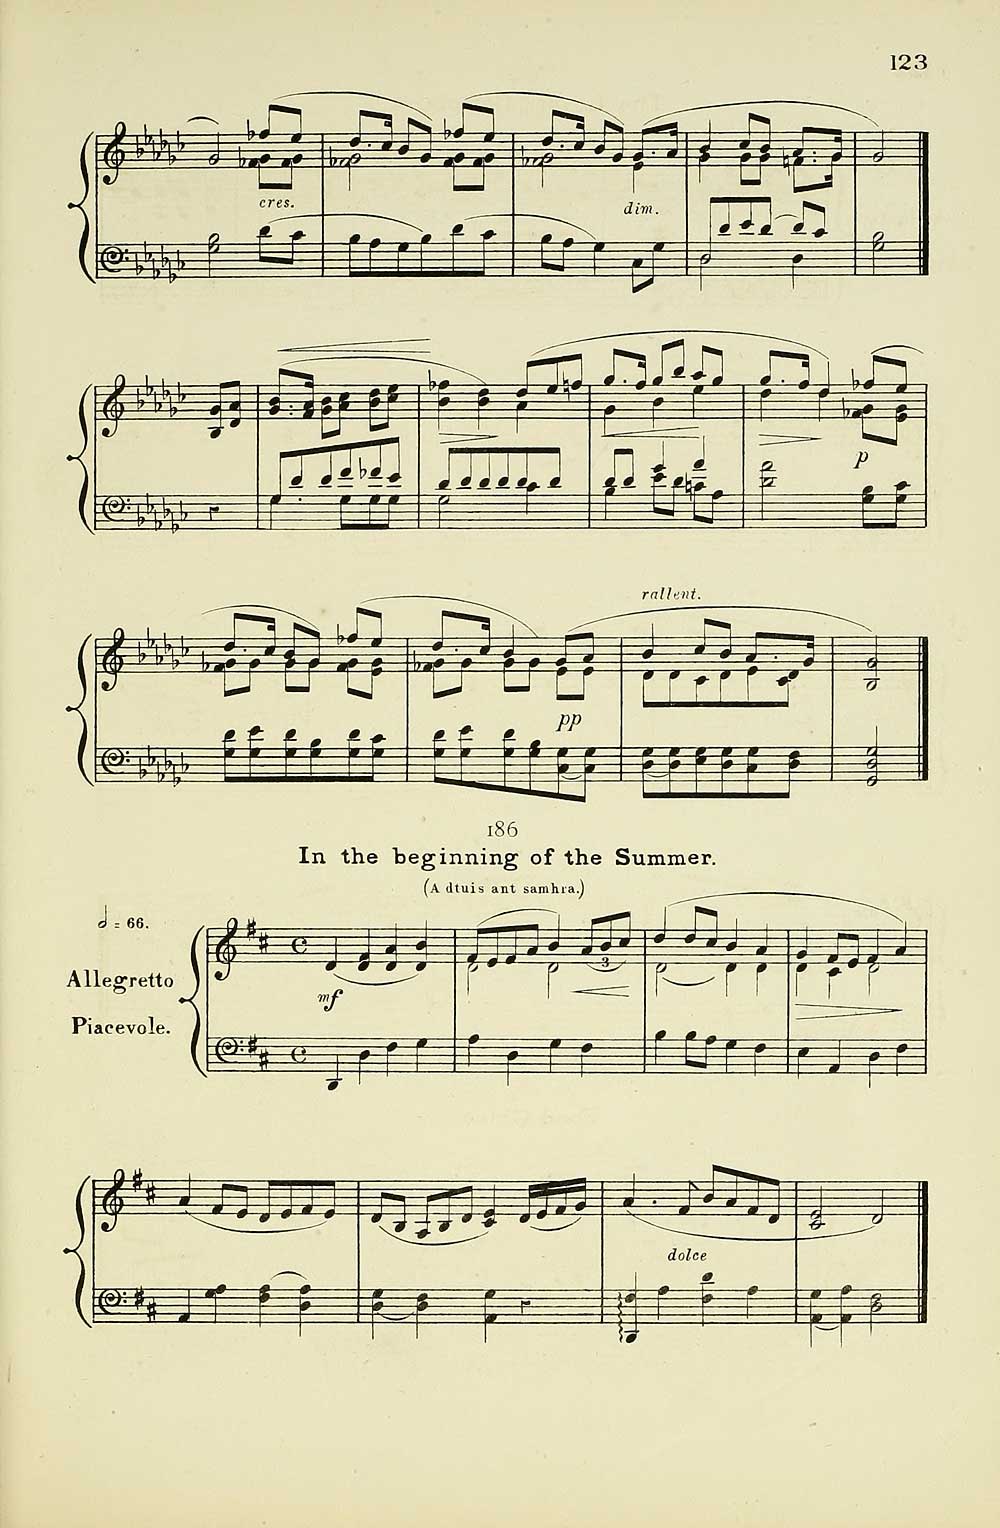 123
cres.
dim.
p
rallent.
pp
186
In the beginning of the Summer.
(A dtuis ant samhra.)
𝅗𝅥 = 66.
Allegretto
Piacevole.
mf
3
dolce